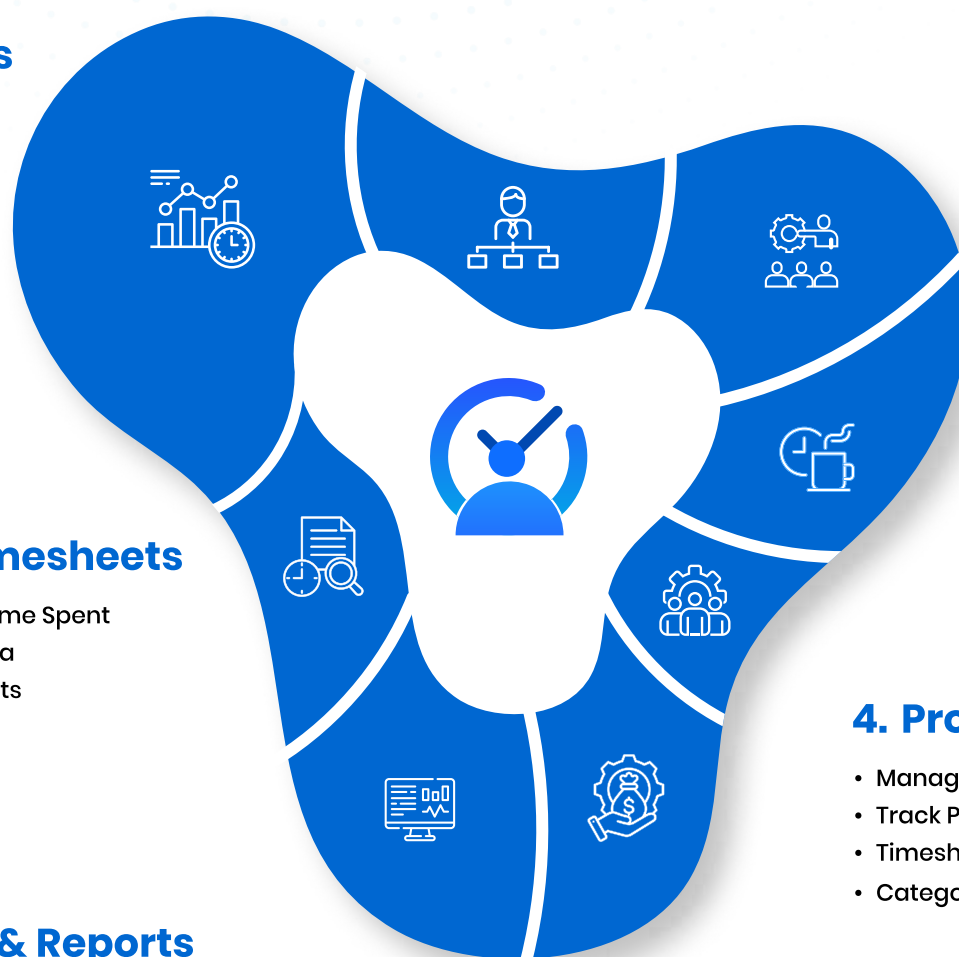 s
mesheets
me Spent
a
ts
& Reports
4. Pro
• Manag
• Track P
• Timesh
• Catego
$